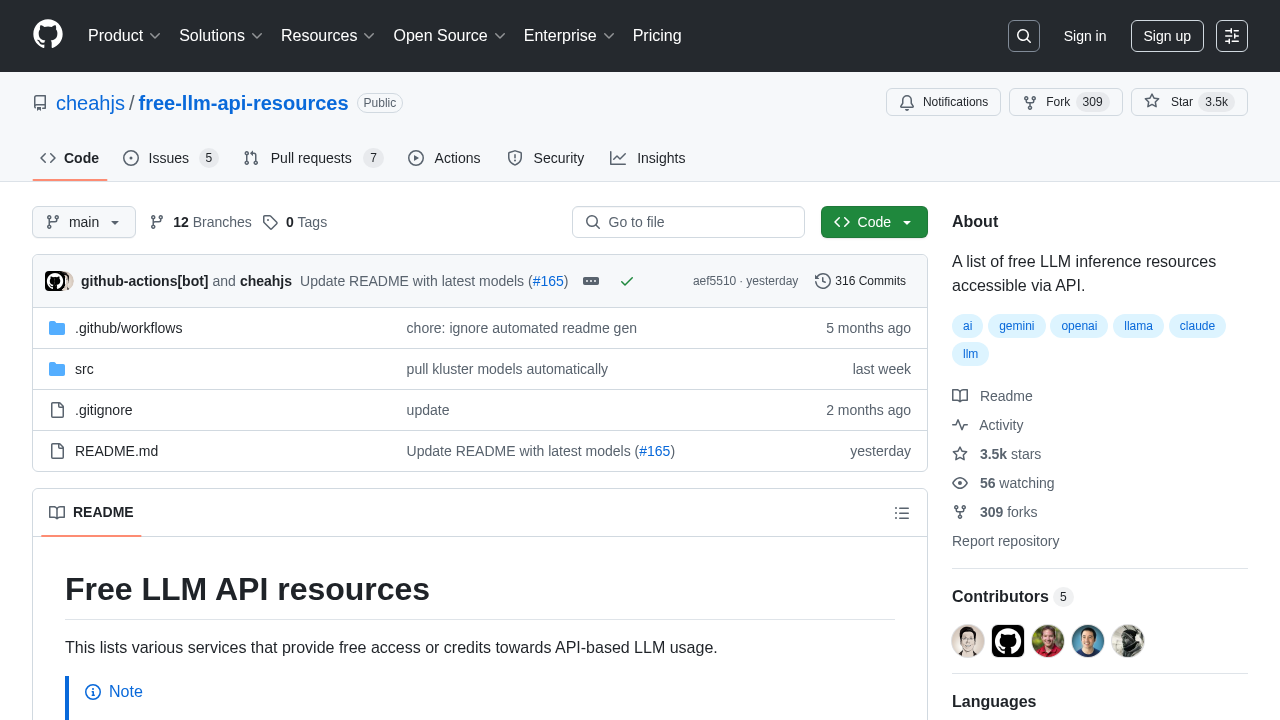 Product Solutions Resources Open Source Enterprise Pricing Sign in Sign up
cheahjs / free-llm-api-resources Public Notifications Fork 309 Star 3.5k
Code Issues 5 Pull requests 7 Actions Security Insights
main 12 Branches 0 Tags Go to file Code
github-actions[bot] and cheahjs Update README with latest models (#165) aef5510 · yesterday 316 Commits
.github/workflows chore: ignore automated readme gen 5 months ago
src pull kluster models automatically last week
.gitignore update 2 months ago
README.md Update README with latest models (#165) yesterday
README
Free LLM API resources
This lists various services that provide free access or credits towards API-based LLM usage.
Note
About
A list of free LLM inference resources
accessible via API.
ai gemini openai llama claude
llm
Readme
Activity
3.5k stars
56 watching
309 forks
Report repository
Contributors 5
Languages